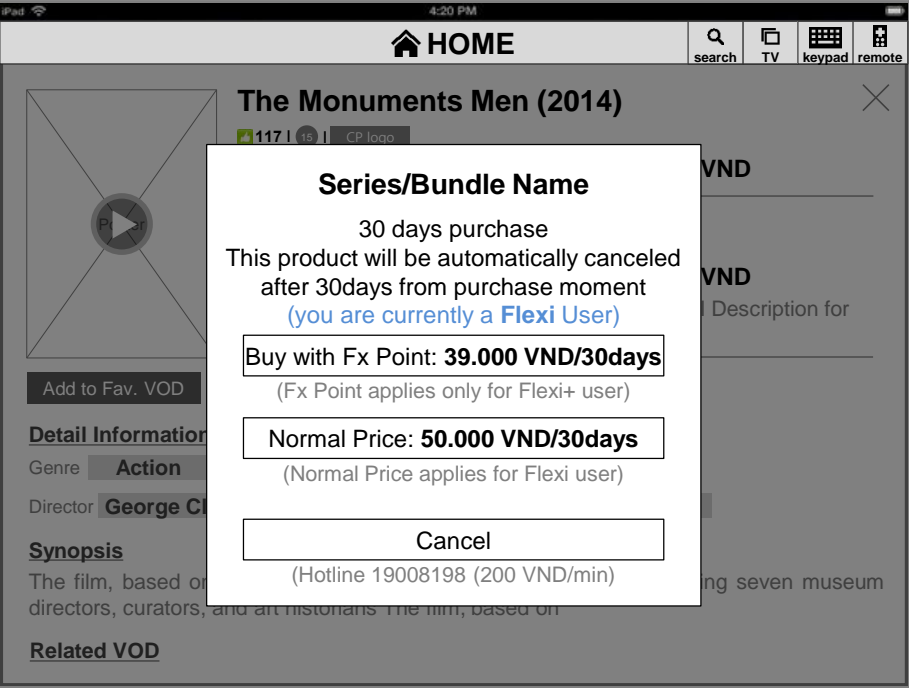 iPad
4:20 PM
HOME
search
TV
keypad
remote
The Monuments Men (2014)
117 I 15 I CP logo
VND
VND
Description for
Add to Fav. VOD
Detail Information
Genre Action
Director George Cl
Synopsis
The film, based or
ing seven museum
directors, curators, and art historians The film, based on
Related VOD
Series/Bundle Name
30 days purchase
This product will be automatically canceled
after 30days from purchase moment
(you are currently a Flexi User)
Buy with Fx Point: 39.000 VND/30days
(Fx Point applies only for Flexi+ user)
Normal Price: 50.000 VND/30days
(Normal Price applies for Flexi user)
Cancel
(Hotline 19008198 (200 VND/min)